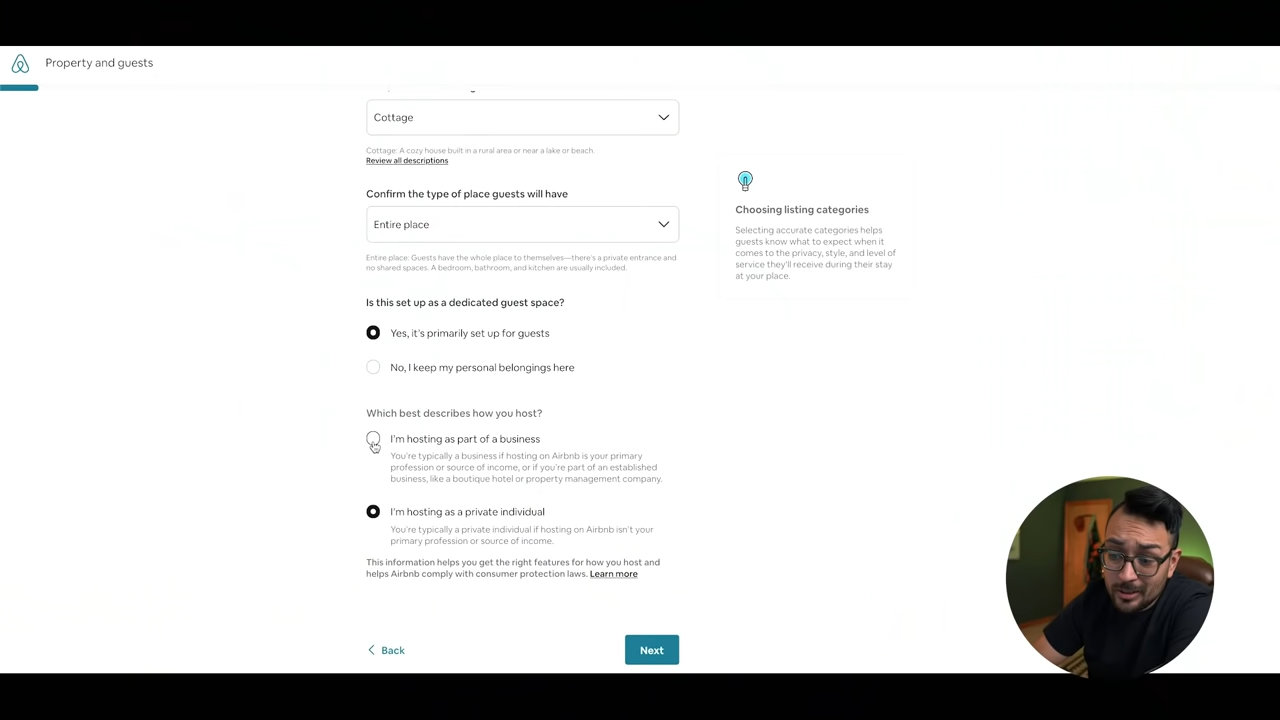 Property and guests
Cottage
Cottage: A cozy house built in a rural area or near a lake or beach.
Review all descriptions
Confirm the type of place guests will have
Entire place
Entire place: Guests have the whole place to themselves—there's a private entrance and
no shared spaces. A bedroom, bathroom, and kitchen are usually included.
Choosing listing categories
Selecting accurate categories helps
guests know what to expect when it
comes to the privacy, style, and level of
service they'll receive during their stay
at your place.
Is this set up as a dedicated guest space?
Yes, it's primarily set up for guests
No, I keep my personal belongings here
Which best describes how you host?
I'm hosting as part of a business
You're typically a business if hosting on Airbnb is your primary
profession or source of income, or if you're part of an established
business, like a boutique hotel or property management company.
I'm hosting as a private individual
You're typically a private individual if hosting on Airbnb isn't your
primary profession or source of income.
This information helps you get the right features for how you host and
helps Airbnb comply with consumer protection laws. Learn more
Back
Next